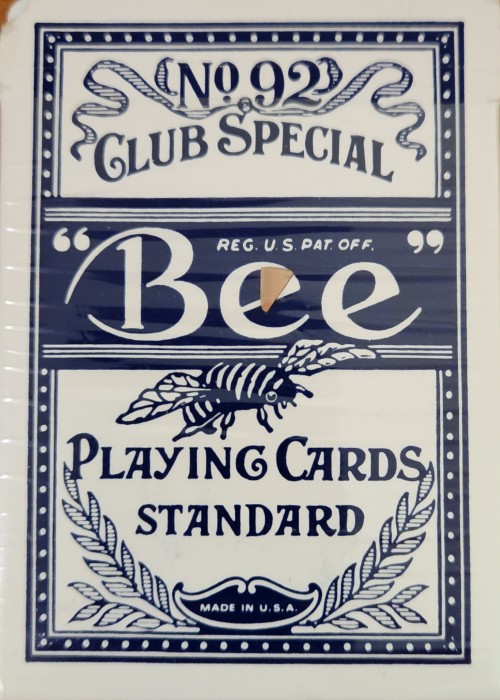 No 92
CLUB SPECIAL
REG. U.S. PAT. OFF.
“Bee”
PLAYING CARDS
STANDARD
MADE IN U.S.A.